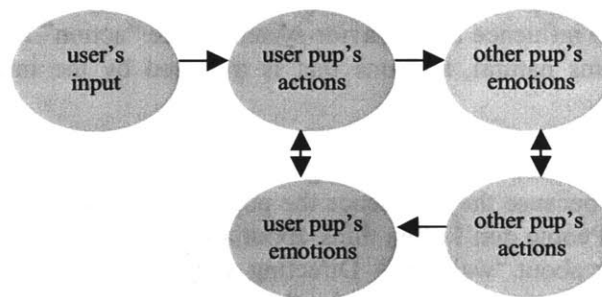 user's
input
user pup's
actions
other pup's
emotions
user pup's
emotions
other pup's
actions